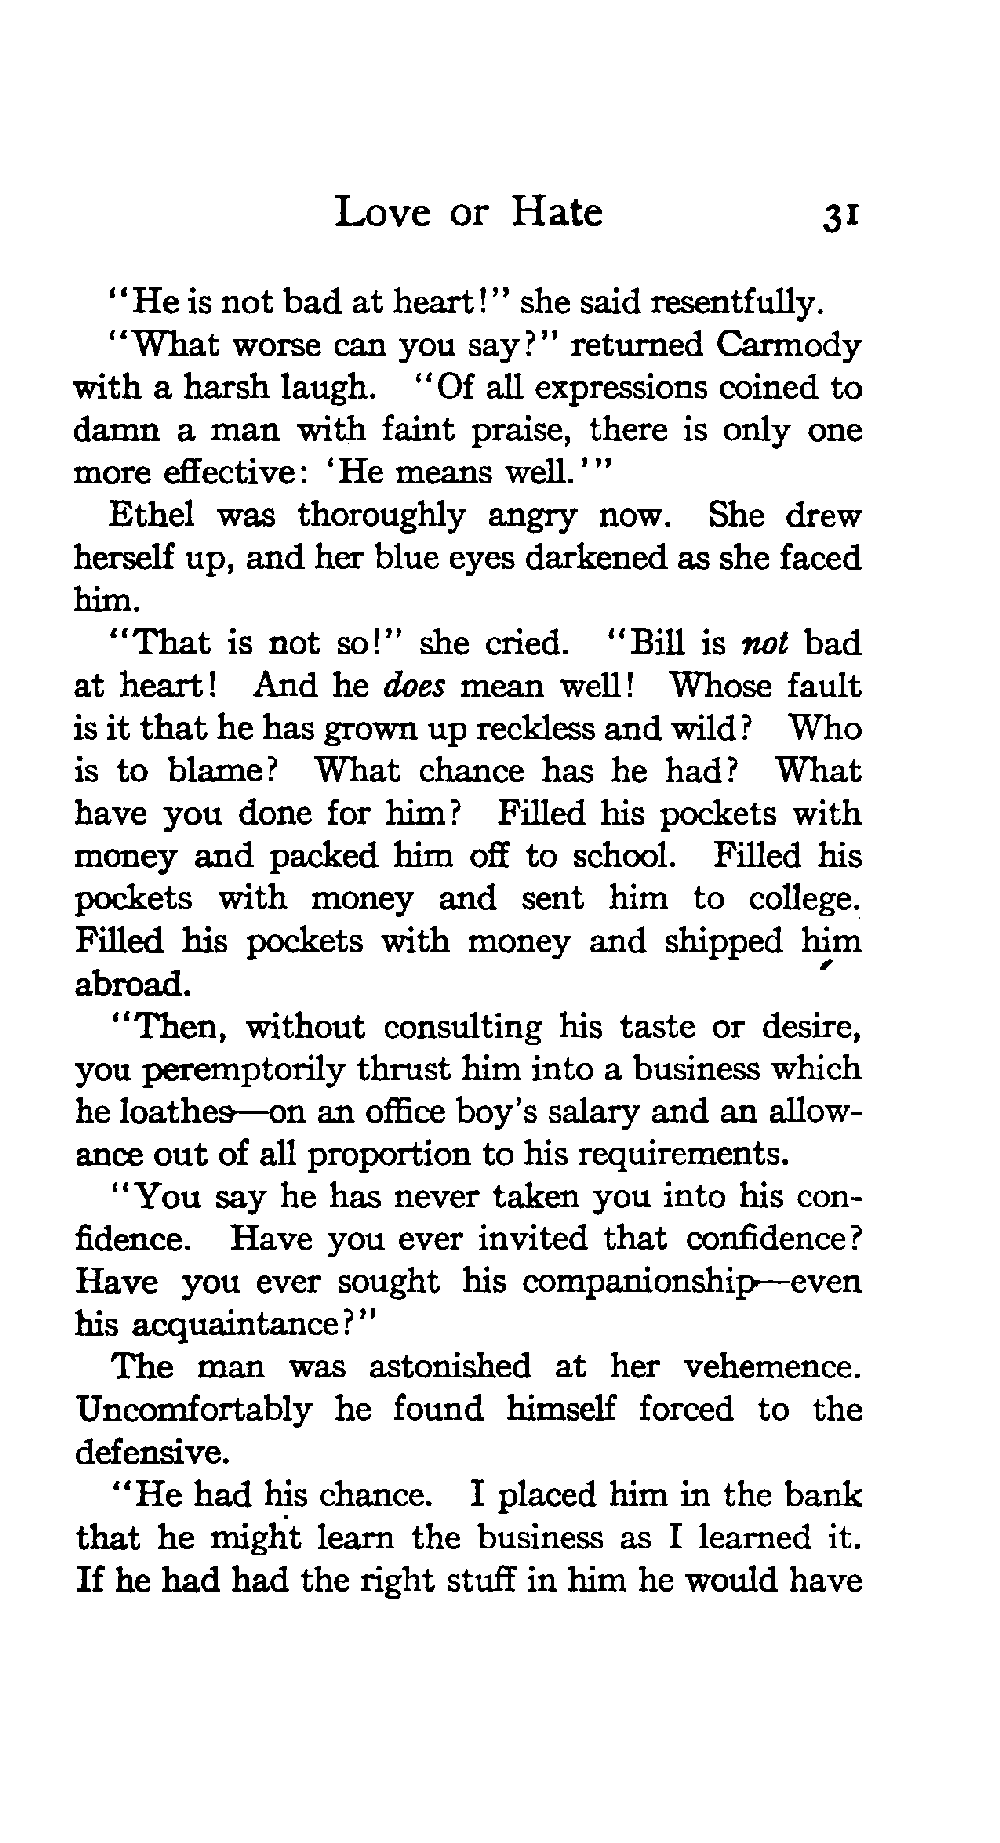 Love or Hate 31
"He is not bad at heart!" she said resentfully.
"What worse can you say?" returned Carmody
with a harsh laugh. "Of all expressions coined to
damn a man with faint praise, there is only one
more effective: 'He means well.'"
Ethel was thoroughly angry now. She drew
herself up, and her blue eyes darkened as she faced
him.
"That is not so!" she cried. "Bill is not bad
at heart! And he does mean well! Whose fault
is it that he has grown up reckless and wild? Who
is to blame? What chance has he had? What
have you done for him? Filled his pockets with
money and packed him off to school. Filled his
pockets with money and sent him to college.
Filled his pockets with money and shipped him
abroad.
"Then, without consulting his taste or desire,
you peremptorily thrust him into a business which
he loathes—on an office boy's salary and an allow-
ance out of all proportion to his requirements.
"You say he has never taken you into his con-
fidence. Have you ever invited that confidence?
Have you ever sought his companionship—even
his acquaintance?"
The man was astonished at her vehemence.
Uncomfortably he found himself forced to the
defensive.
"He had his chance. I placed him in the bank
that he might learn the business as I learned it.
If he had had the right stuff in him he would have